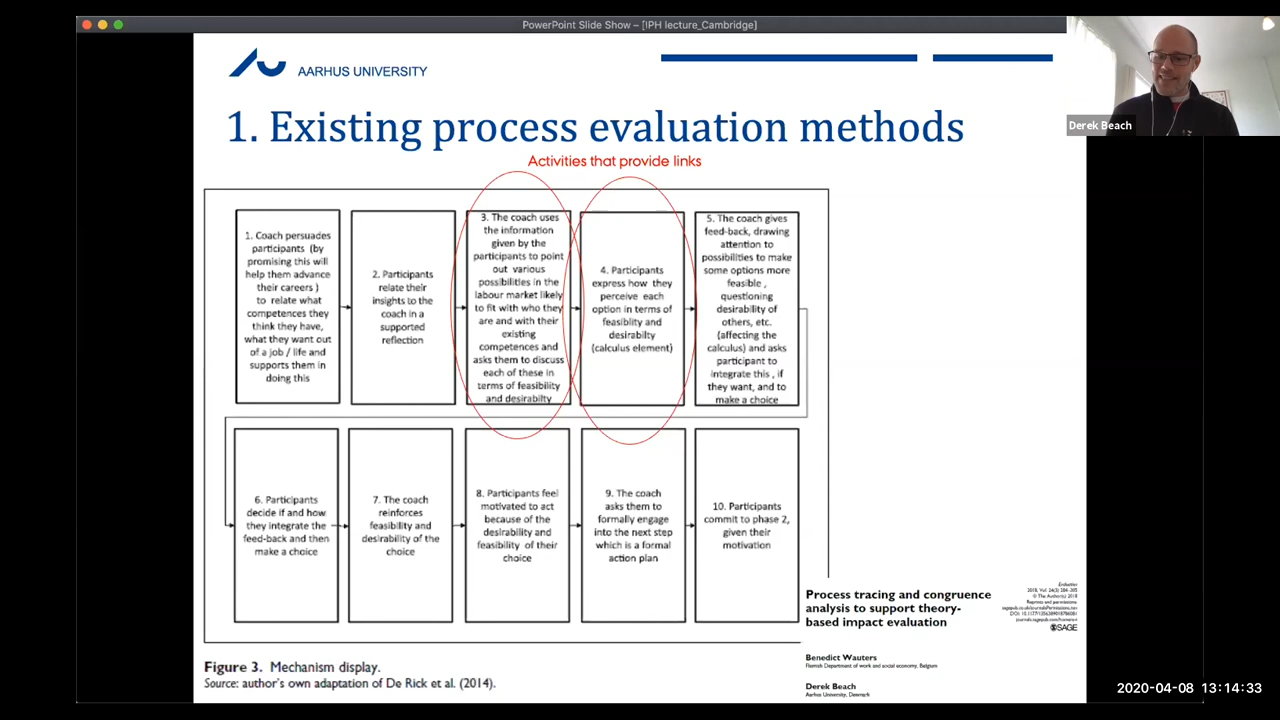 PowerPoint Slide Show – [IPH lecture_Cambridge]
AARHUS UNIVERSITY
Derek Beach
1. Existing process evaluation methods
Activities that provide links
1. Coach persuades
participants (by
promising this will
help them advance
their careers )
to relate what
competences they
think they have,
what they want out
of a job / life and
supports them in
doing this
2. Participants
relate their
insights to the
coach in a
supported
reflection
3. The coach uses
the information
given by the
participants to point
out various
possibilities in the
labour market likely
to fit with who they
are and with their
existing
competences and
asks them to discuss
each of these in
terms of feasibility
and desirabilty
4. Participants
express how they
perceive each
option in terms of
feasiblity and
desirabilty
(calculus element)
5. The coach gives
feed-back, drawing
attention to
possibilities to make
some options more
feasible ,
questioning
desirability of
others, etc.
(affecting the
calculus) and asks
participant to
integrate this , if
they want, and to
make a choice
6. Participants
decide if and how
they integrate the
feed-back and then
make a choice
7. The coach
reinforces
feasibility and
desirability of the
choice
8. Participants feel
motivated to act
because of the
desirability and
feasibility of their
choice
9. The coach
asks them to
formally engage
into the next step
which is a formal
action plan
10. Participants
commit to phase 2,
given their
motivation
Figure 3. Mechanism display.
Source: author's own adaptation of De Rick et al. (2014).
Process tracing and congruence
analysis to support theory-
based impact evaluation
Evaluation
SAGE
Benedict Wauters
Flemish Department of work and social economy, Belgium
Derek Beach
Aarhus University, Denmark
2020-04-08 13:14:33